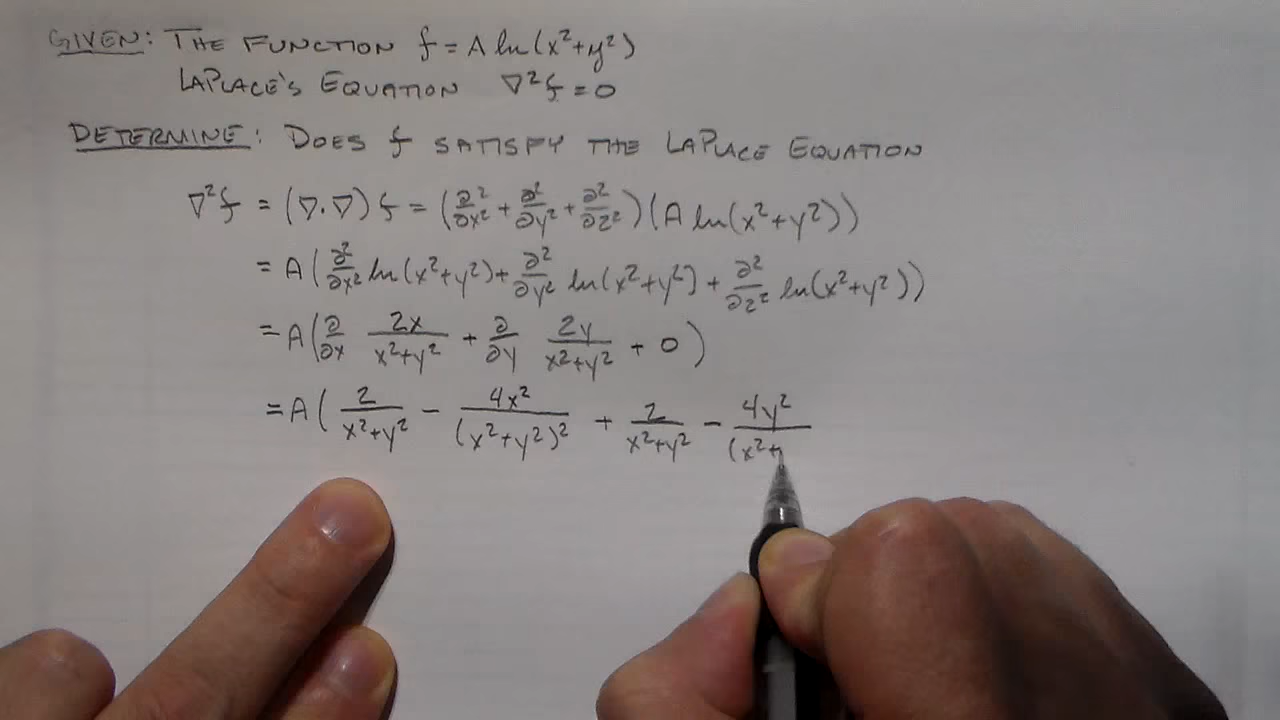 GIVEN: THE FUNCTION f = A ln(x²+y²)
LAPLACE'S EQUATION ∇²f = 0
DETERMINE: DOES f SATISFY THE LAPLACE EQUATION
∇²f = (∇·∇)f = (∂²/∂x² + ∂²/∂y² + ∂²/∂z²)(A ln(x²+y²))
= A(∂²/∂x² ln(x²+y²) + ∂²/∂y² ln(x²+y²) + ∂²/∂z² ln(x²+y²))
= A(∂/∂x 2x/(x²+y²) + ∂/∂y 2y/(x²+y²) + 0)
= A(2/(x²+y²) - 4x²/(x²+y²)² + 2/(x²+y²) - 4y²/(x²+